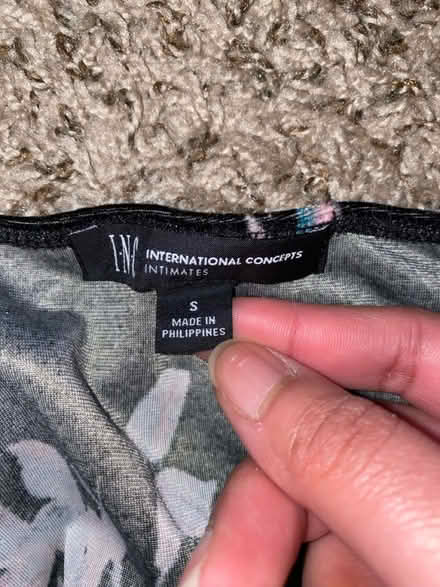 I.N.C INTERNATIONAL CONCEPTS
INTIMATES
S
MADE IN
PHILIPPINES